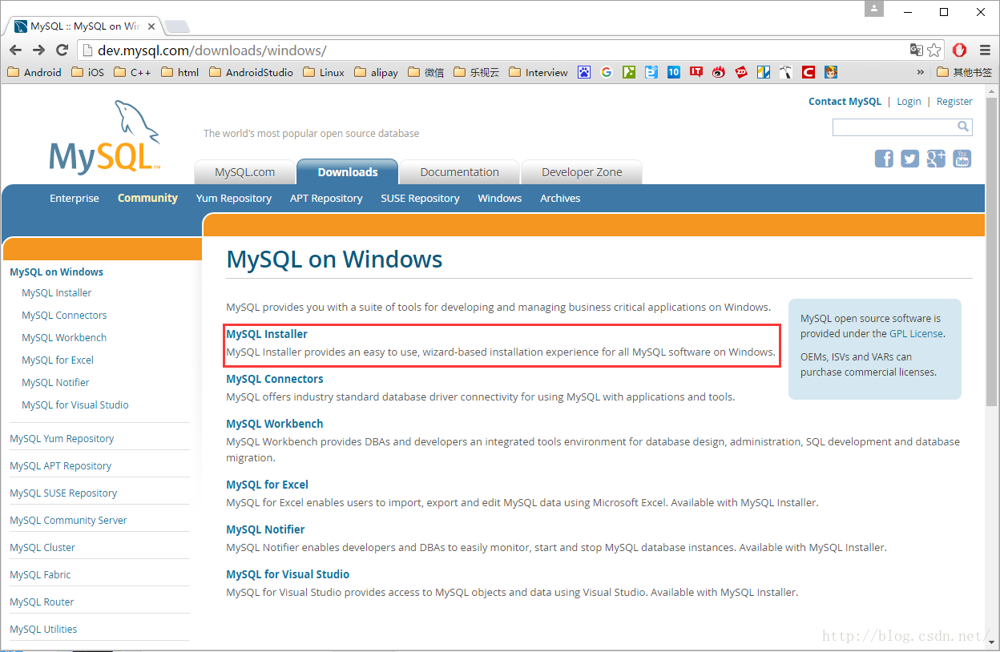 MySQL :: MySQL on Win
dev.mysql.com/downloads/windows/
Android iOS C++ html AndroidStudio Linux alipay 微信 乐视云 Interview 10 IT ZD » 其他书签
Contact MySQL | Login | Register
MySQL™
The world's most popular open source database
MySQL.com Downloads Documentation Developer Zone
Enterprise Community Yum Repository APT Repository SUSE Repository Windows Archives
MySQL on Windows
MySQL Installer
MySQL Connectors
MySQL Workbench
MySQL for Excel
MySQL Notifier
MySQL for Visual Studio
MySQL Yum Repository
MySQL APT Repository
MySQL SUSE Repository
MySQL Community Server
MySQL Cluster
MySQL Fabric
MySQL Router
MySQL Utilities
MySQL on Windows
MySQL provides you with a suite of tools for developing and managing business critical applications on Windows.
MySQL Installer
MySQL Installer provides an easy to use, wizard-based installation experience for all MySQL software on Windows.
MySQL Connectors
MySQL offers industry standard database driver connectivity for using MySQL with applications and tools.
MySQL Workbench
MySQL Workbench provides DBAs and developers an integrated tools environment for database design, administration, SQL development and database
migration.
MySQL for Excel
MySQL for Excel enables users to import, export and edit MySQL data using Microsoft Excel. Available with MySQL Installer.
MySQL Notifier
MySQL Notifier enables developers and DBAs to easily monitor, start and stop MySQL database instances. Available with MySQL Installer.
MySQL for Visual Studio
MySQL for Visual Studio provides access to MySQL objects and data using Visual Studio. Available with MySQL Installer.
MySQL open source software is
provided under the GPL License.
OEMs, ISVs and VARs can
purchase commercial licenses.
http://blog.csdn.net/